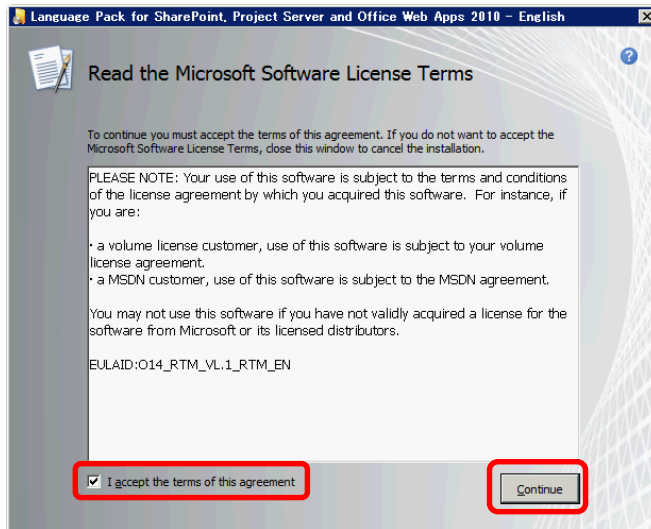 Language Pack for SharePoint, Project Server and Office Web Apps 2010 - English
Read the Microsoft Software License Terms
To continue you must accept the terms of this agreement. If you do not want to accept the
Microsoft Software License Terms, close this window to cancel the installation.
PLEASE NOTE: Your use of this software is subject to the terms and conditions
of the license agreement by which you acquired this software.  For instance, if
you are:
· a volume license customer, use of this software is subject to your volume
license agreement.
· a MSDN customer, use of this software is subject to the MSDN agreement.
You may not use this software if you have not validly acquired a license for the
software from Microsoft or its licensed distributors.
EULAID:O14_RTM_VL.1_RTM_EN
I accept the terms of this agreement
Continue